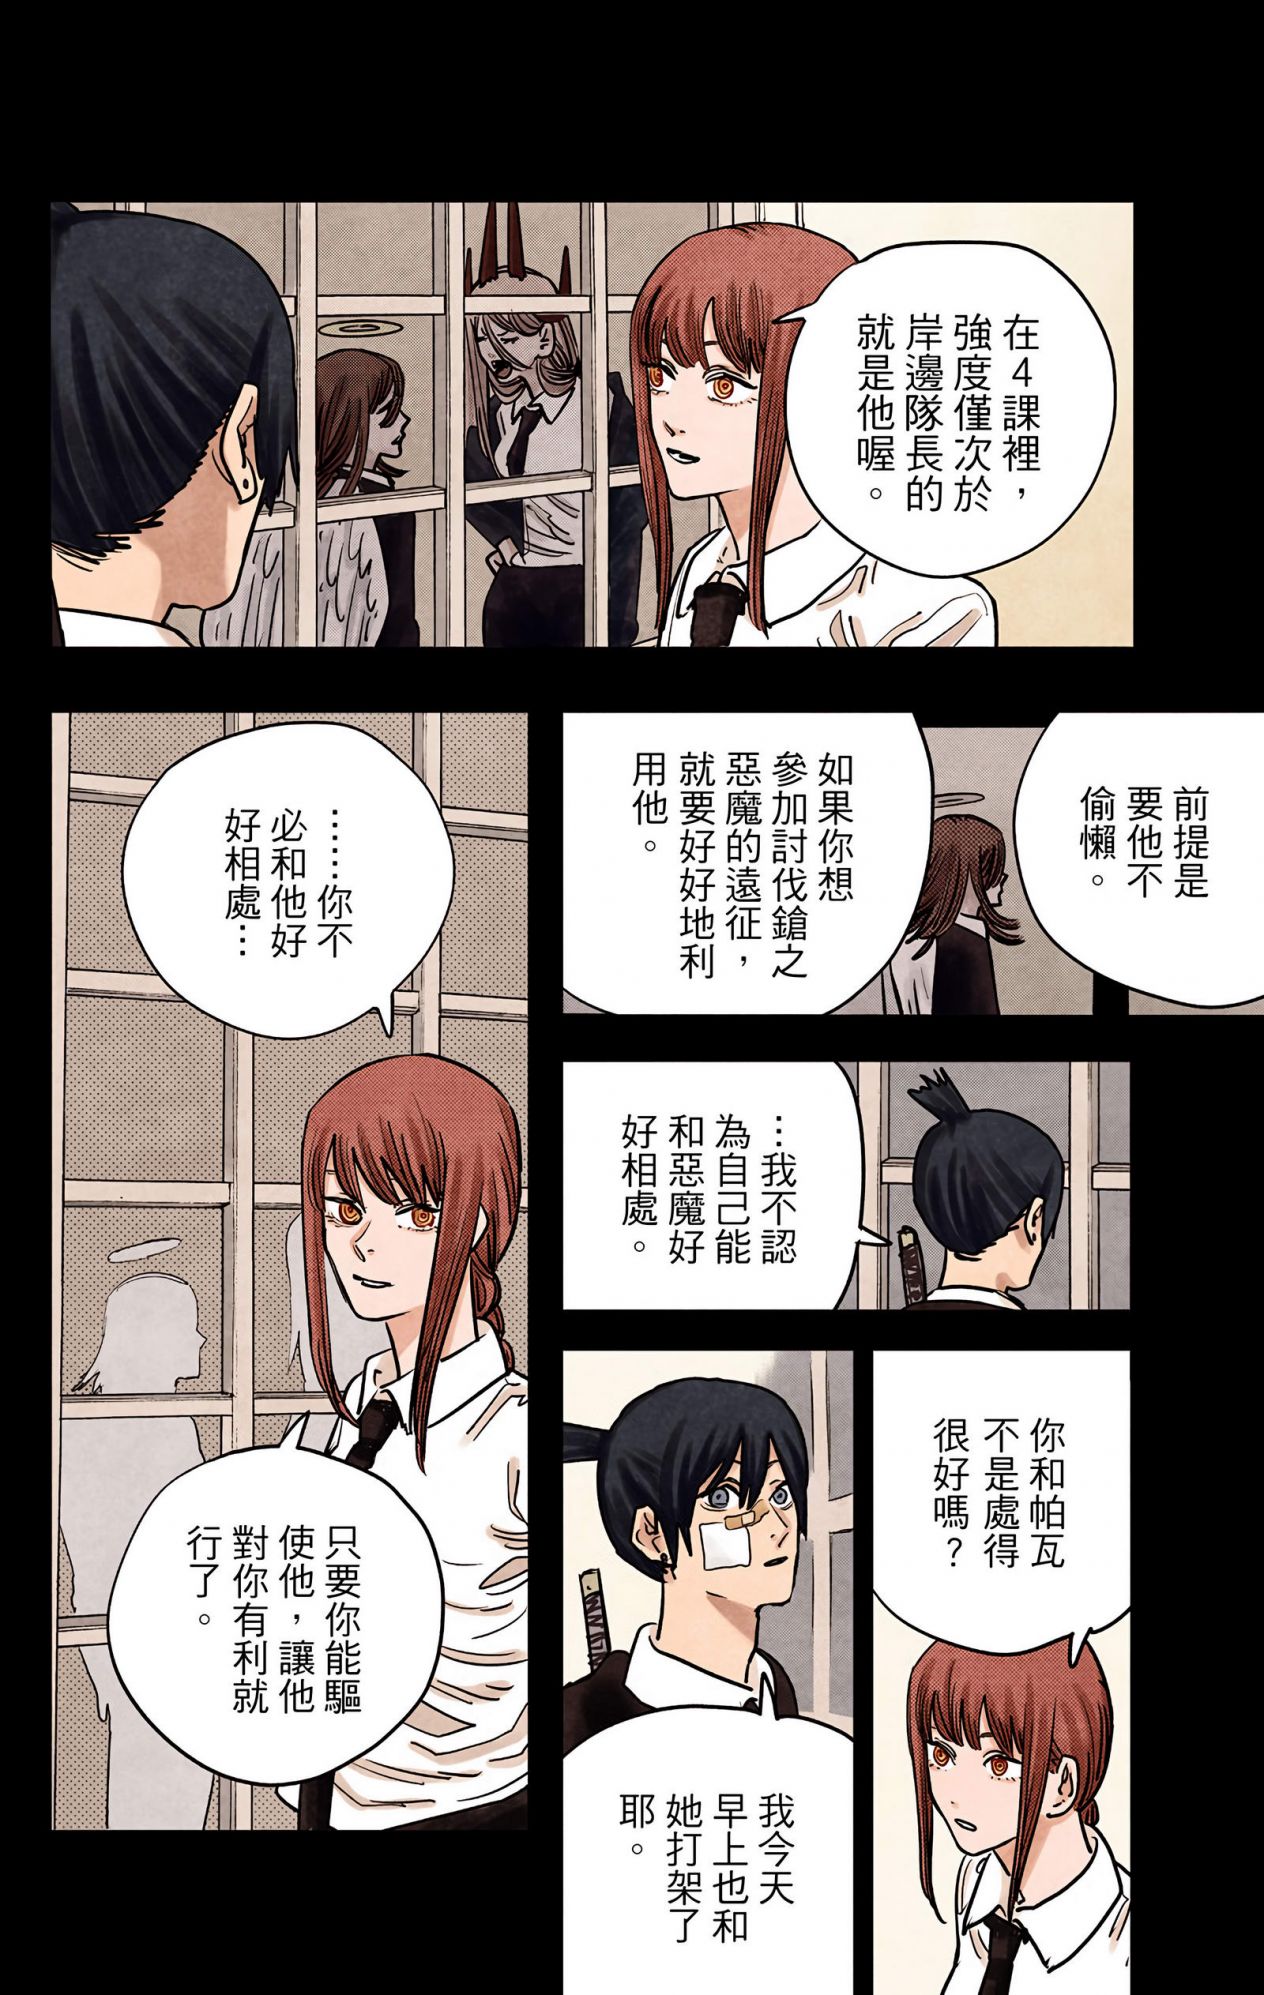 在4課裡，
強度僅次於
岸邊隊長的
就是他喔。
前提是
要他不
偷懶。
如果你想
參加討伐鎗之
惡魔的遠征，
就要好好地利
用他。
…我不認
為自己能
和惡魔好
好相處。
你和帕瓦
不是處得
很好嗎？
我今天
早上也和
她打架了
耶。
……你不
必和他好
好相處…
只要你能驅
使他，讓他
對你有利就
行了。